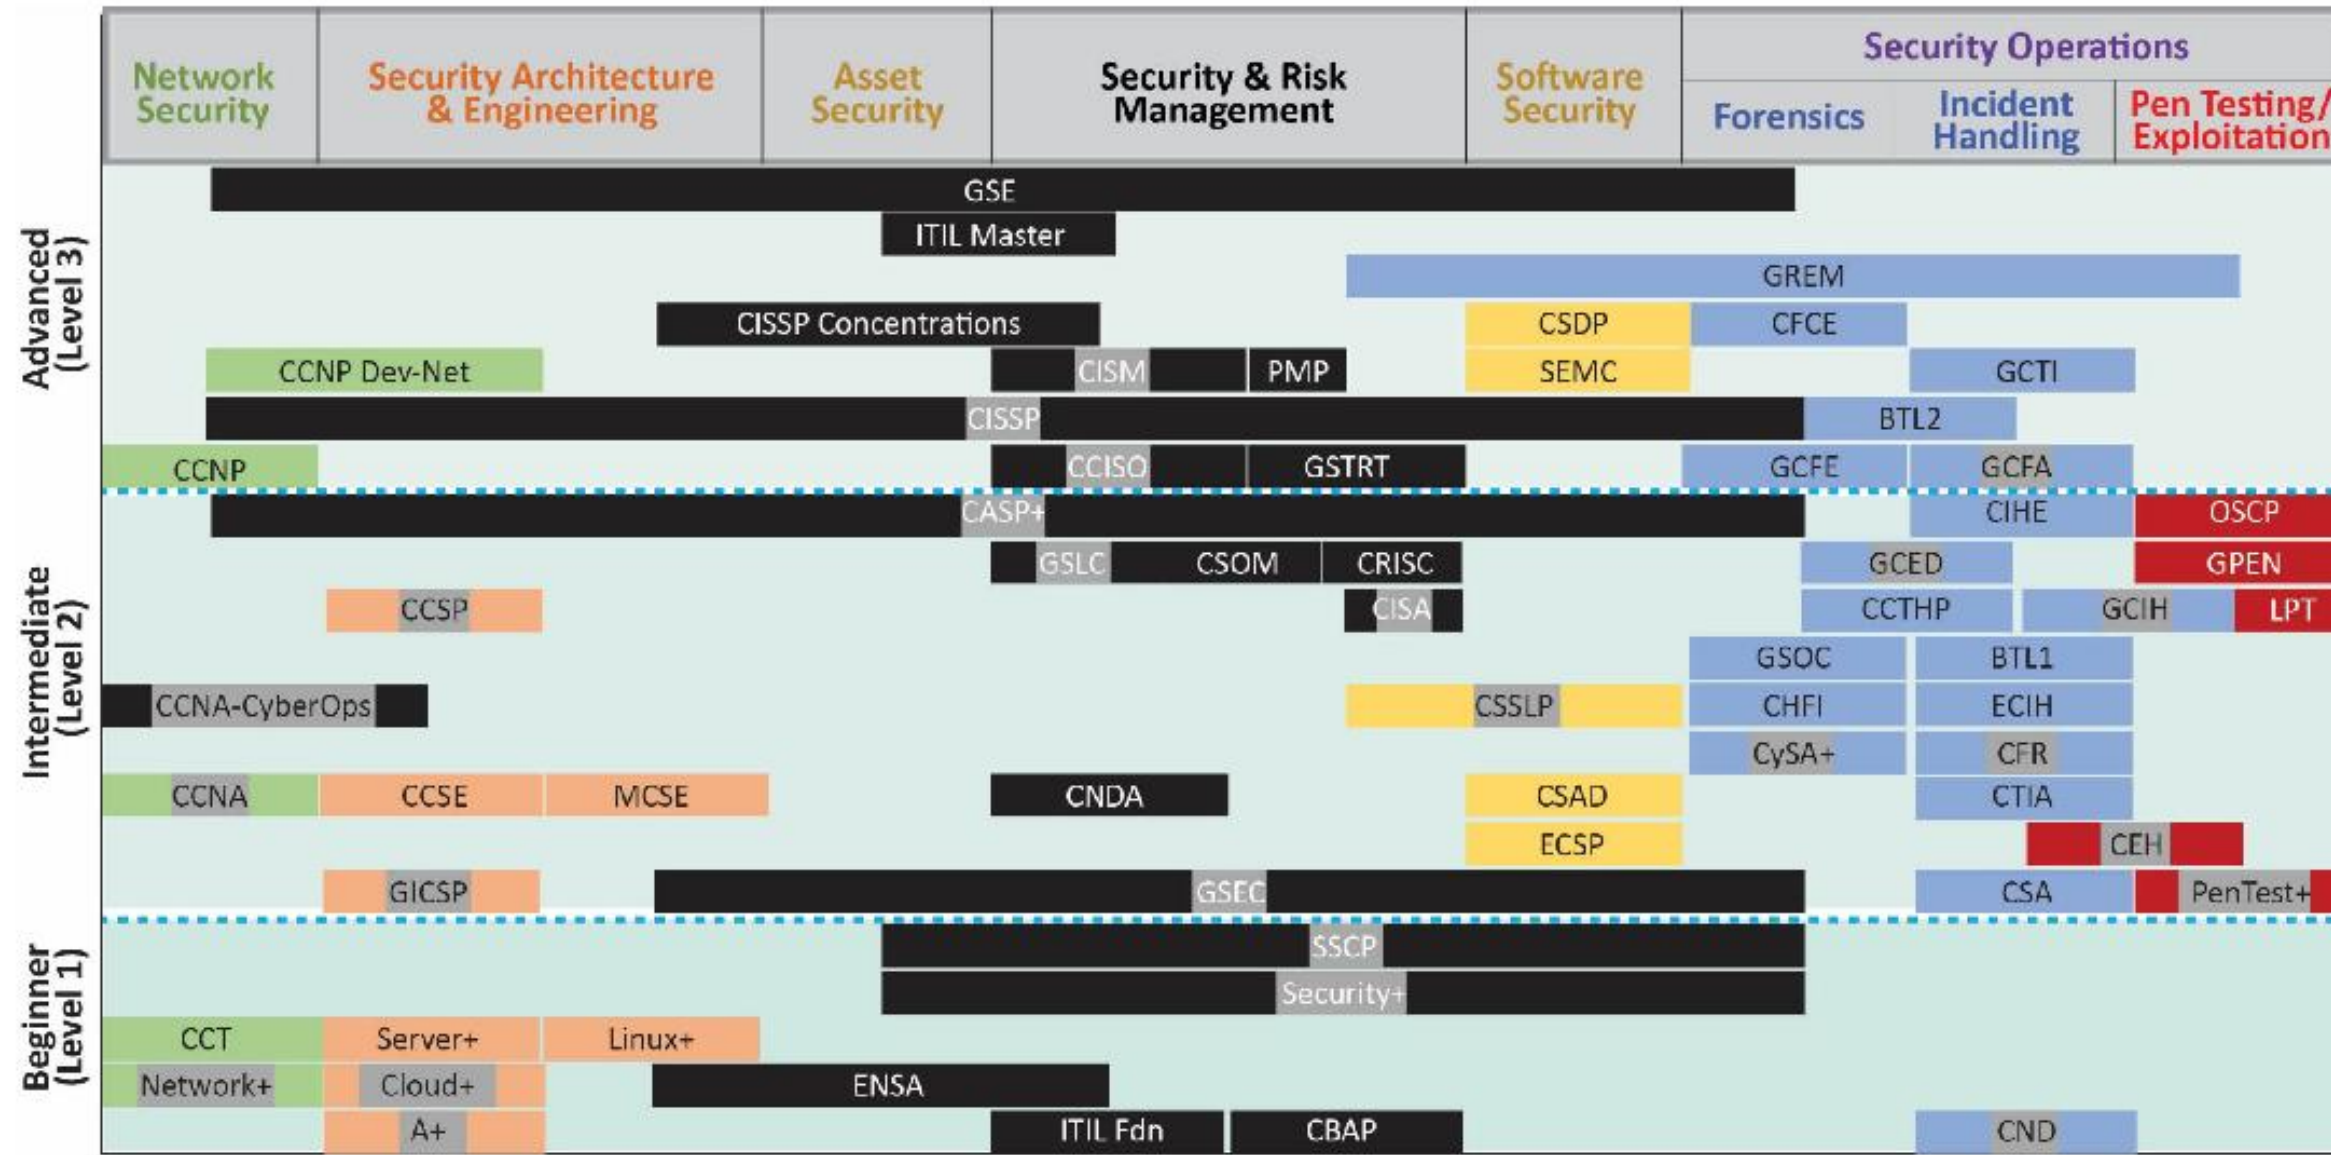 Network
Security
Security Architecture
& Engineering
Asset
Security
Security & Risk
Management
Software
Security
Security Operations
Forensics
Incident
Handling
Pen Testing/
Exploitation
Advanced
(Level 3)
GSE
ITIL Master
GREM
CISSP Concentrations
CSDP
CFCE
CCNP Dev-Net
CISM
PMP
SEMC
GCTI
CISSP
BTL2
CCNP
CCISO
GSTRT
GCFE
GCFA
Intermediate
(Level 2)
CASP+
CIHE
OSCP
GSLC
CSOM
CRISC
GCED
GPEN
CCSP
CISA
CCTHP
GCIH
LPT
GSOC
BTL1
CCNA-CyberOps
CSSLP
CHFI
ECIH
CySA+
CFR
CCNA
CCSE
MCSE
CNDA
CSAD
CTIA
ECSP
CEH
GICSP
GSEC
CSA
PenTest+
Beginner
(Level 1)
SSCP
Security+
CCT
Server+
Linux+
Network+
Cloud+
ENSA
A+
ITIL Fdn
CBAP
CND